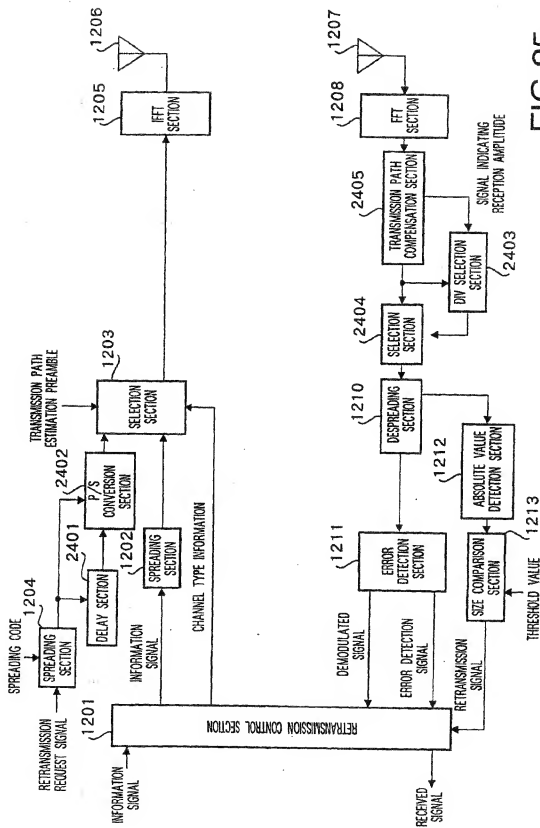 1206
1205
IFFT
SECTION
TRANSMISSION PATH
ESTIMATION PREAMBLE
1203
SELECTION
SECTION
2402
P/S
CONVERSION
SECTION
2401
DELAY SECTION
1202
SPREADING SECTION
SPREADING CODE
1204
SPREADING
SECTION
RETRANSMISSION
REQUEST SIGNAL
INFORMATION
SIGNAL
CHANNEL TYPE INFORMATION
1201
RETRANSMISSION CONTROL SECTION
INFORMATION
SIGNAL
RECEIVED
SIGNAL
1207
1208
FFT
SECTION
2405
TRANSMISSION PATH
COMPENSATION SECTION
SIGNAL INDICATING
RECEPTION AMPLITUDE
2404
SELECTION
SECTION
DIV SELECTION
SECTION
2403
1210
DESPREADING
SECTION
1212
ABSOLUTE VALUE
DETECTION SECTION
1211
ERROR
DETECTION
SECTION
1213
SIZE COMPARISON
SECTION
THRESHOLD VALUE
DEMODULATED
SIGNAL
ERROR DETECTION
SIGNAL
RETRANSMISSION
SIGNAL